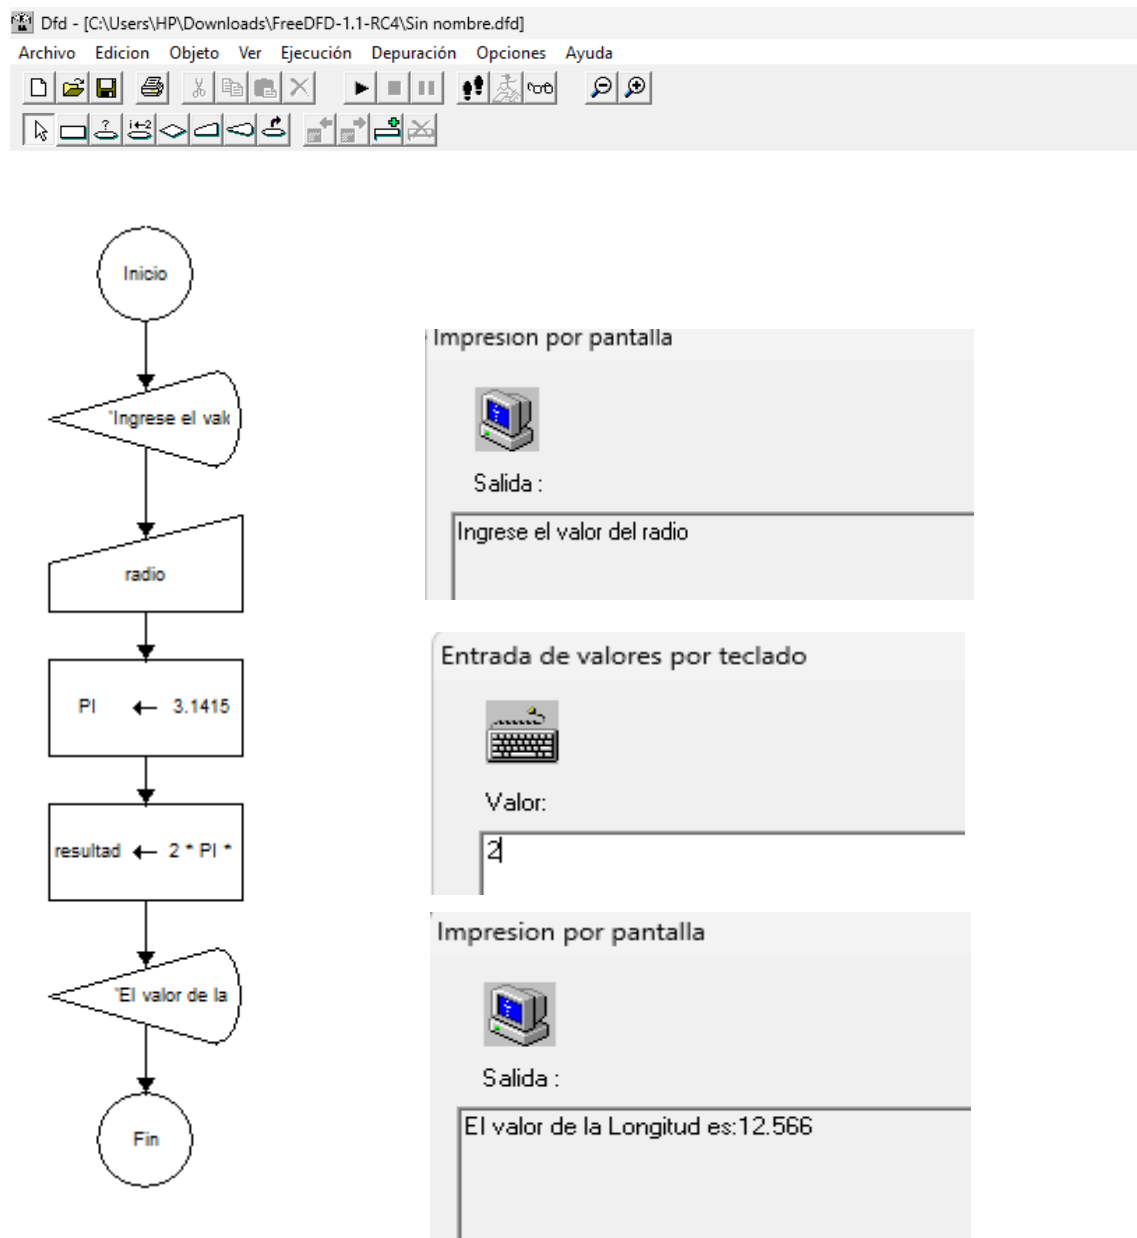 Dfd - [C:\Users\HP\Downloads\FreeDFD-1.1-RC4\Sin nombre.dfd]
Archivo Edicion Objeto Ver Ejecución Depuración Opciones Ayuda
Inicio
'Ingrese el val
radio
PI ← 3.1415
resultad ← 2 * PI *
'El valor de la
Fin
Impresion por pantalla
Salida :
Ingrese el valor del radio
Entrada de valores por teclado
Valor:
2
Impresion por pantalla
Salida :
El valor de la Longitud es:12.566